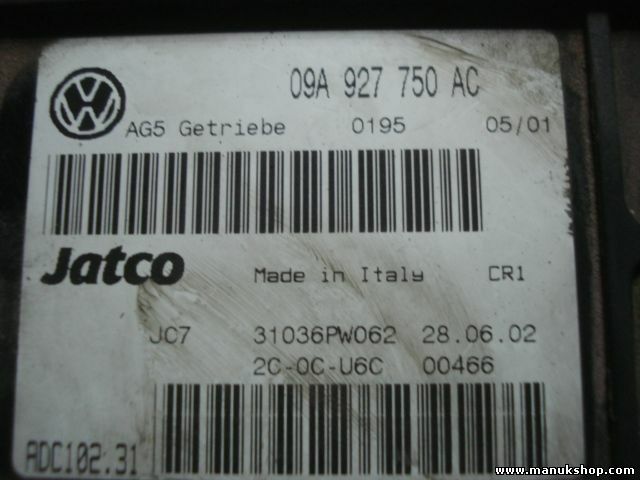 09A 927 750 AC
AG5 Getriebe 0195 05/01
Jatco Made in Italy CR1
JC7 31036PW062 28.06.02
2C-0C-U6C 00466
ADC102.31
www.manukshop.com